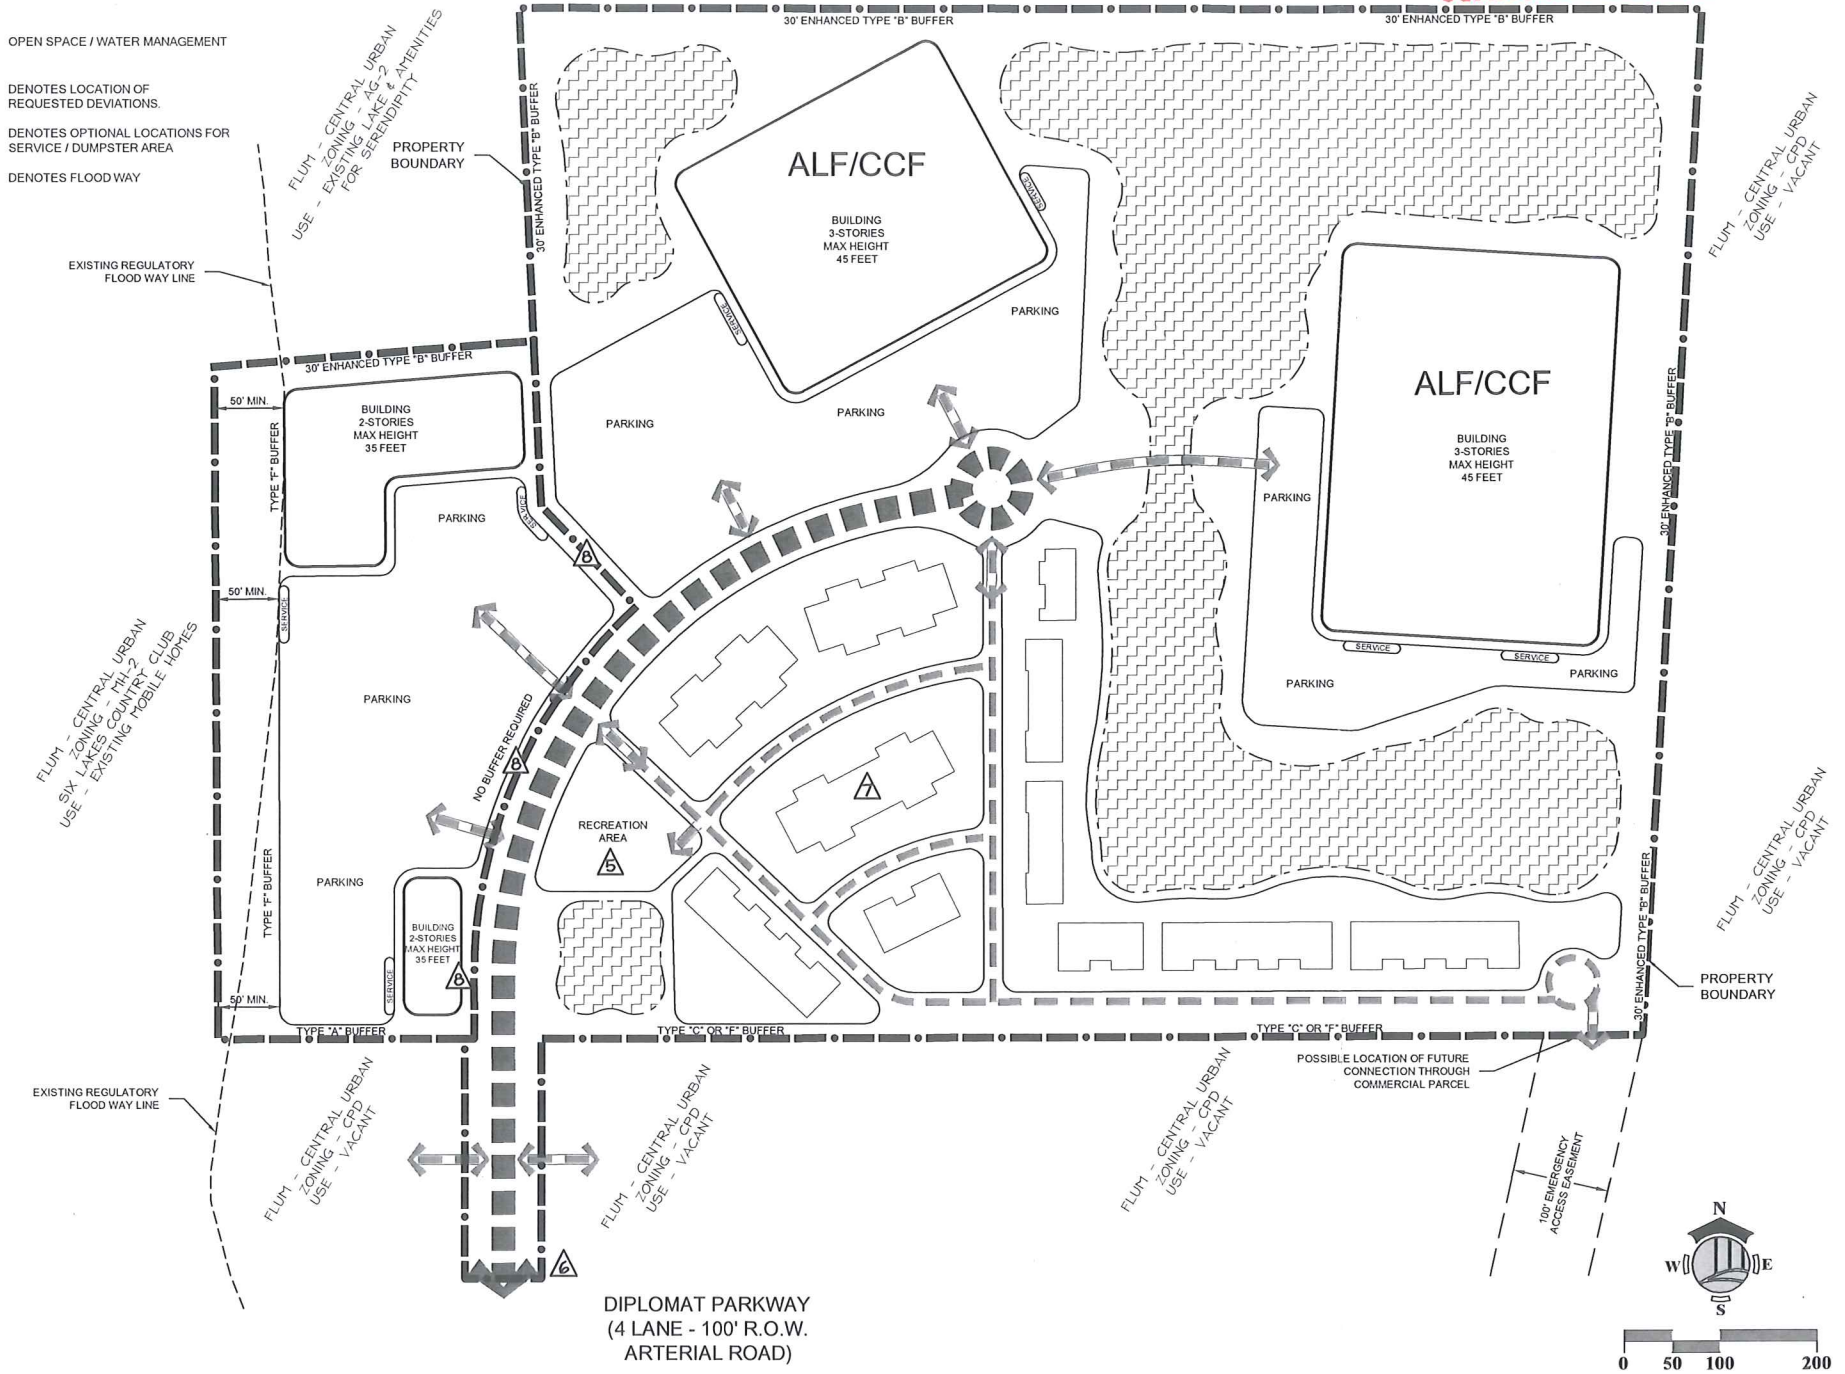 30' ENHANCED TYPE "B" BUFFER
30' ENHANCED TYPE "B" BUFFER
OPEN SPACE / WATER MANAGEMENT
DENOTES LOCATION OF
REQUESTED DEVIATIONS.
DENOTES OPTIONAL LOCATIONS FOR
SERVICE / DUMPSTER AREA
DENOTES FLOOD WAY
FLUM - CENTRAL URBAN
ZONING - AG-2
USE - EXISTING LAKE & AMENITIES
FOR SERENDIPITY
PROPERTY
BOUNDARY
30' ENHANCED TYPE "B" BUFFER
ALF/CCF
BUILDING
3-STORIES
MAX HEIGHT
45 FEET
SERVICE
SERVICE
PARKING
PARKING
PARKING
FLUM - CENTRAL URBAN
ZONING - CPD
USE - VACANT
EXISTING REGULATORY
FLOOD WAY LINE
30' ENHANCED TYPE "B" BUFFER
50' MIN.
BUILDING
2-STORIES
MAX HEIGHT
35 FEET
TYPE "F" BUFFER
PARKING
SERVICE
8
ALF/CCF
BUILDING
3-STORIES
MAX HEIGHT
45 FEET
PARKING
30' ENHANCED TYPE "B" BUFFER
30' ENHANCED TYPE "B" BUFFER
50' MIN.
SERVICE
FLUM - CENTRAL URBAN
ZONING - MH-2
SIX LAKES COUNTRY CLUB
USE - EXISTING MOBILE HOMES
PARKING
NO BUFFER REQUIRED
8
SERVICE
SERVICE
PARKING
PARKING
7
RECREATION
AREA
5
FLUM - CENTRAL URBAN
ZONING - CPD
USE - VACANT
TYPE "F" BUFFER
PARKING
BUILDING
2-STORIES
MAX HEIGHT
35 FEET
8
SERVICE
50' MIN.
30' ENHANCED TYPE "B" BUFFER
PROPERTY
BOUNDARY
TYPE "A" BUFFER
TYPE "C" OR "F" BUFFER
TYPE "C" OR "F" BUFFER
POSSIBLE LOCATION OF FUTURE
CONNECTION THROUGH
COMMERCIAL PARCEL
EXISTING REGULATORY
FLOOD WAY LINE
FLUM - CENTRAL URBAN
ZONING - CPD
USE - VACANT
FLUM - CENTRAL URBAN
ZONING - CPD
USE - VACANT
FLUM - CENTRAL URBAN
ZONING - CPD
USE - VACANT
100' EMERGENCY
ACCESS EASEMENT
6
DIPLOMAT PARKWAY
(4 LANE - 100' R.O.W.
ARTERIAL ROAD)
N
W E
S
0 50 100 200